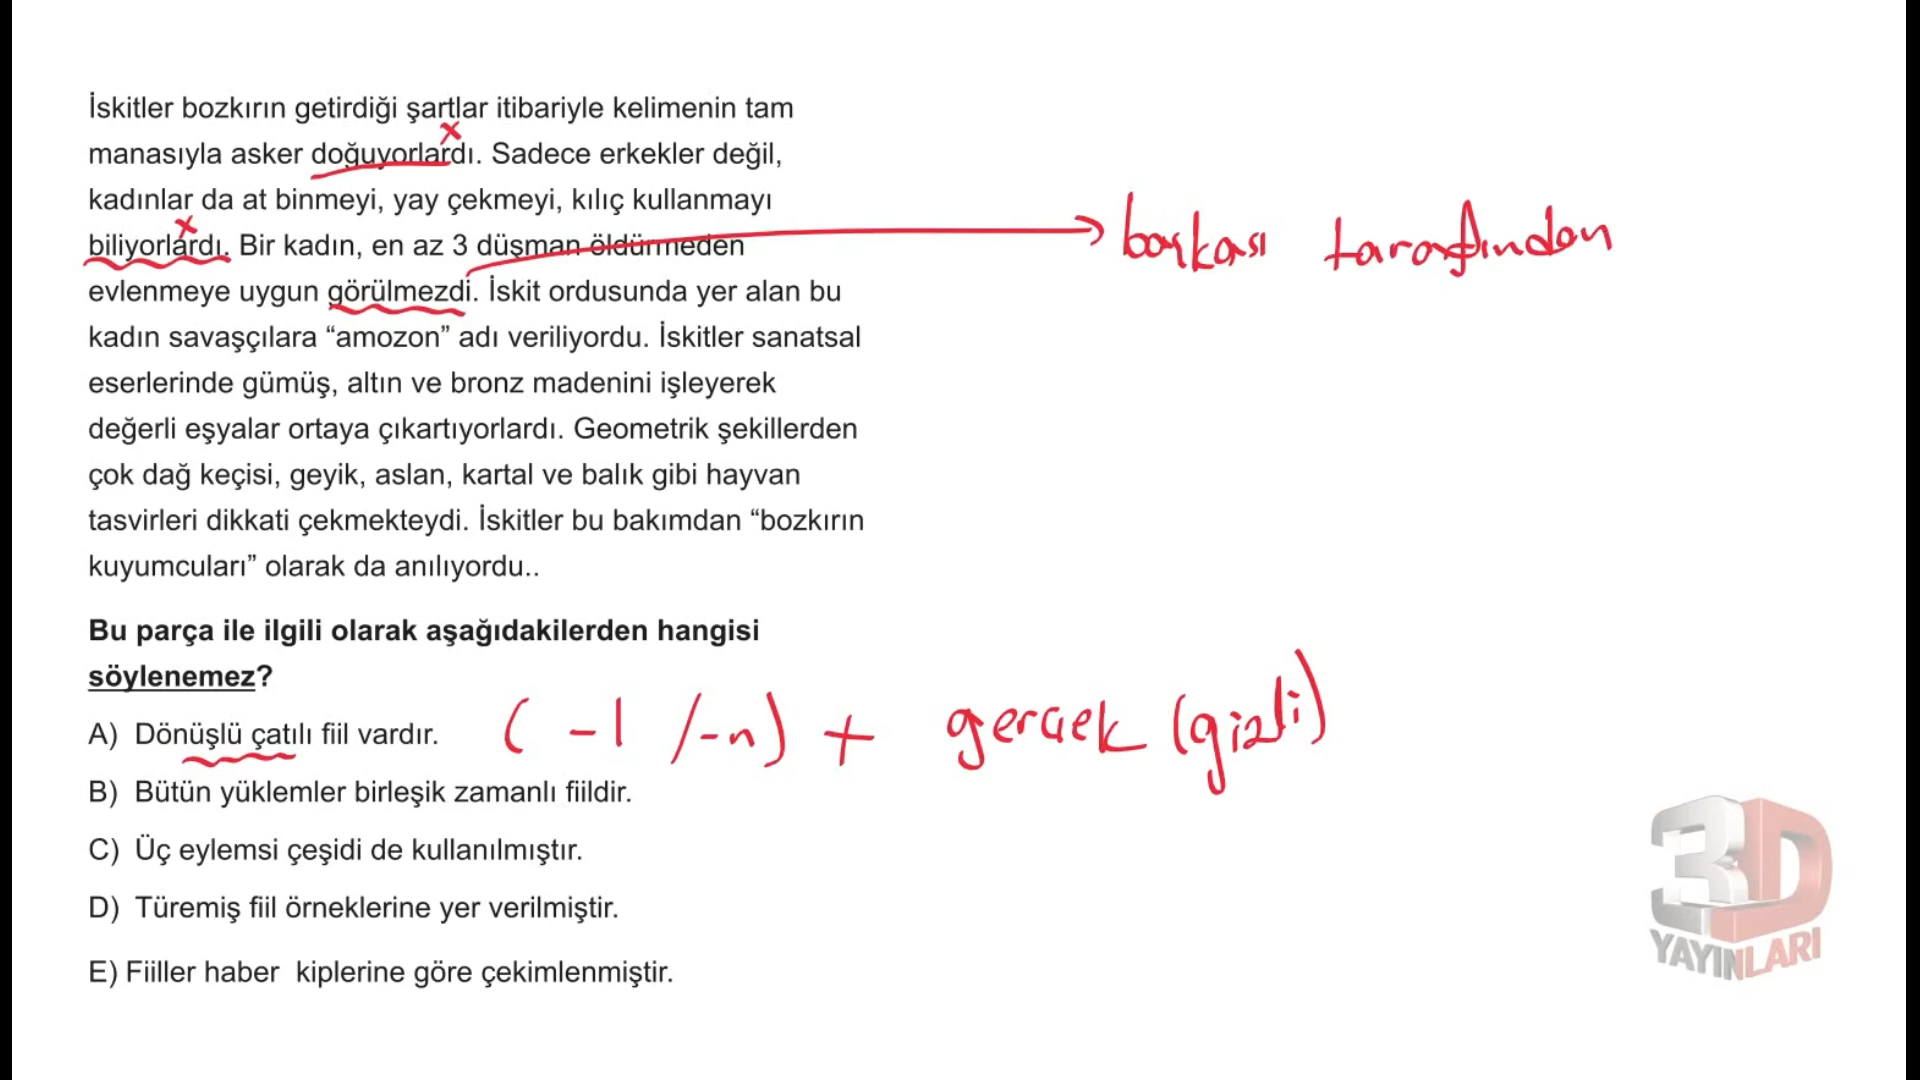 İskitler bozkırın getirdiği şartlar itibariyle kelimenin tam
manasıyla asker doğuyorlardı. Sadece erkekler değil,
kadınlar da at binmeyi, yay çekmeyi, kılıç kullanmayı
biliyorlardı. Bir kadın, en az 3 düşman öldürmeden
evlenmeye uygun görülmezdi. İskit ordusunda yer alan bu
kadın savaşçılara “amozon” adı veriliyordu. İskitler sanatsal
eserlerinde gümüş, altın ve bronz madenini işleyerek
değerli eşyalar ortaya çıkartıyorlardı. Geometrik şekillerden
çok dağ keçisi, geyik, aslan, kartal ve balık gibi hayvan
tasvirleri dikkati çekmekteydi. İskitler bu bakımdan “bozkırın
kuyumcuları” olarak da anılıyordu..
başkası tarafından
Bu parça ile ilgili olarak aşağıdakilerden hangisi
söylenemez?
A) Dönüşlü çatılı fiil vardır.
(-l /-n) + gerçek (gizli)
B) Bütün yüklemler birleşik zamanlı fiildir.
C) Üç eylemsi çeşidi de kullanılmıştır.
D) Türemiş fiil örneklerine yer verilmiştir.
E) Fiiller haber kiplerine göre çekimlenmiştir.
3D
YAYINLARI